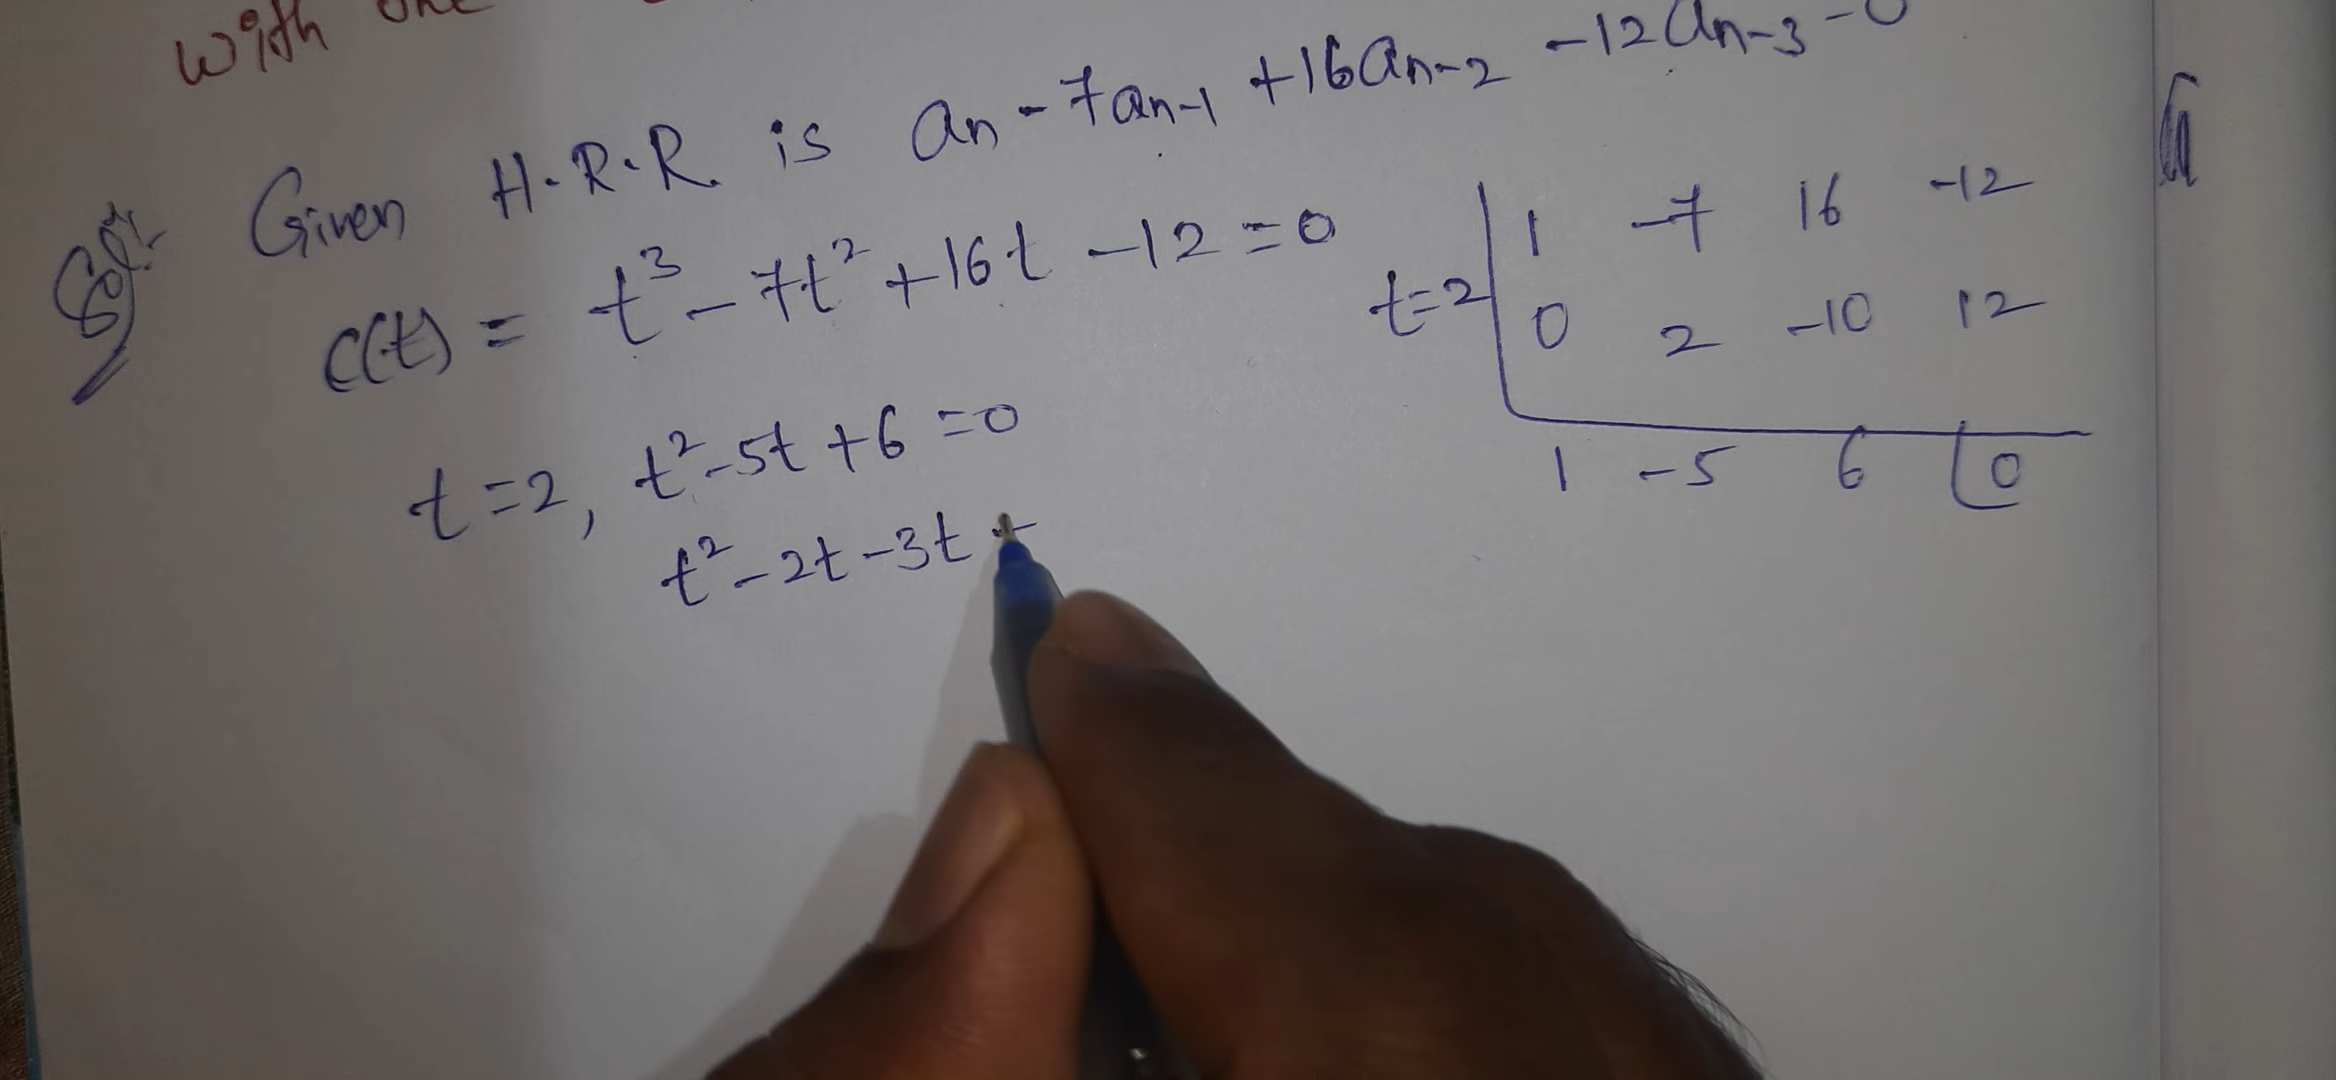 with one
Given H.R.R. is an - 7an-1 + 16an-2 - 12an-3 - 0
Sol:
C(t) = t³ - 7t² + 16t - 12 = 0
t=2, t² - 5t + 6 = 0
t² - 2t - 3t +
1 -7 16 -12
t=2
0 2 -10 12
1 -5 6 0